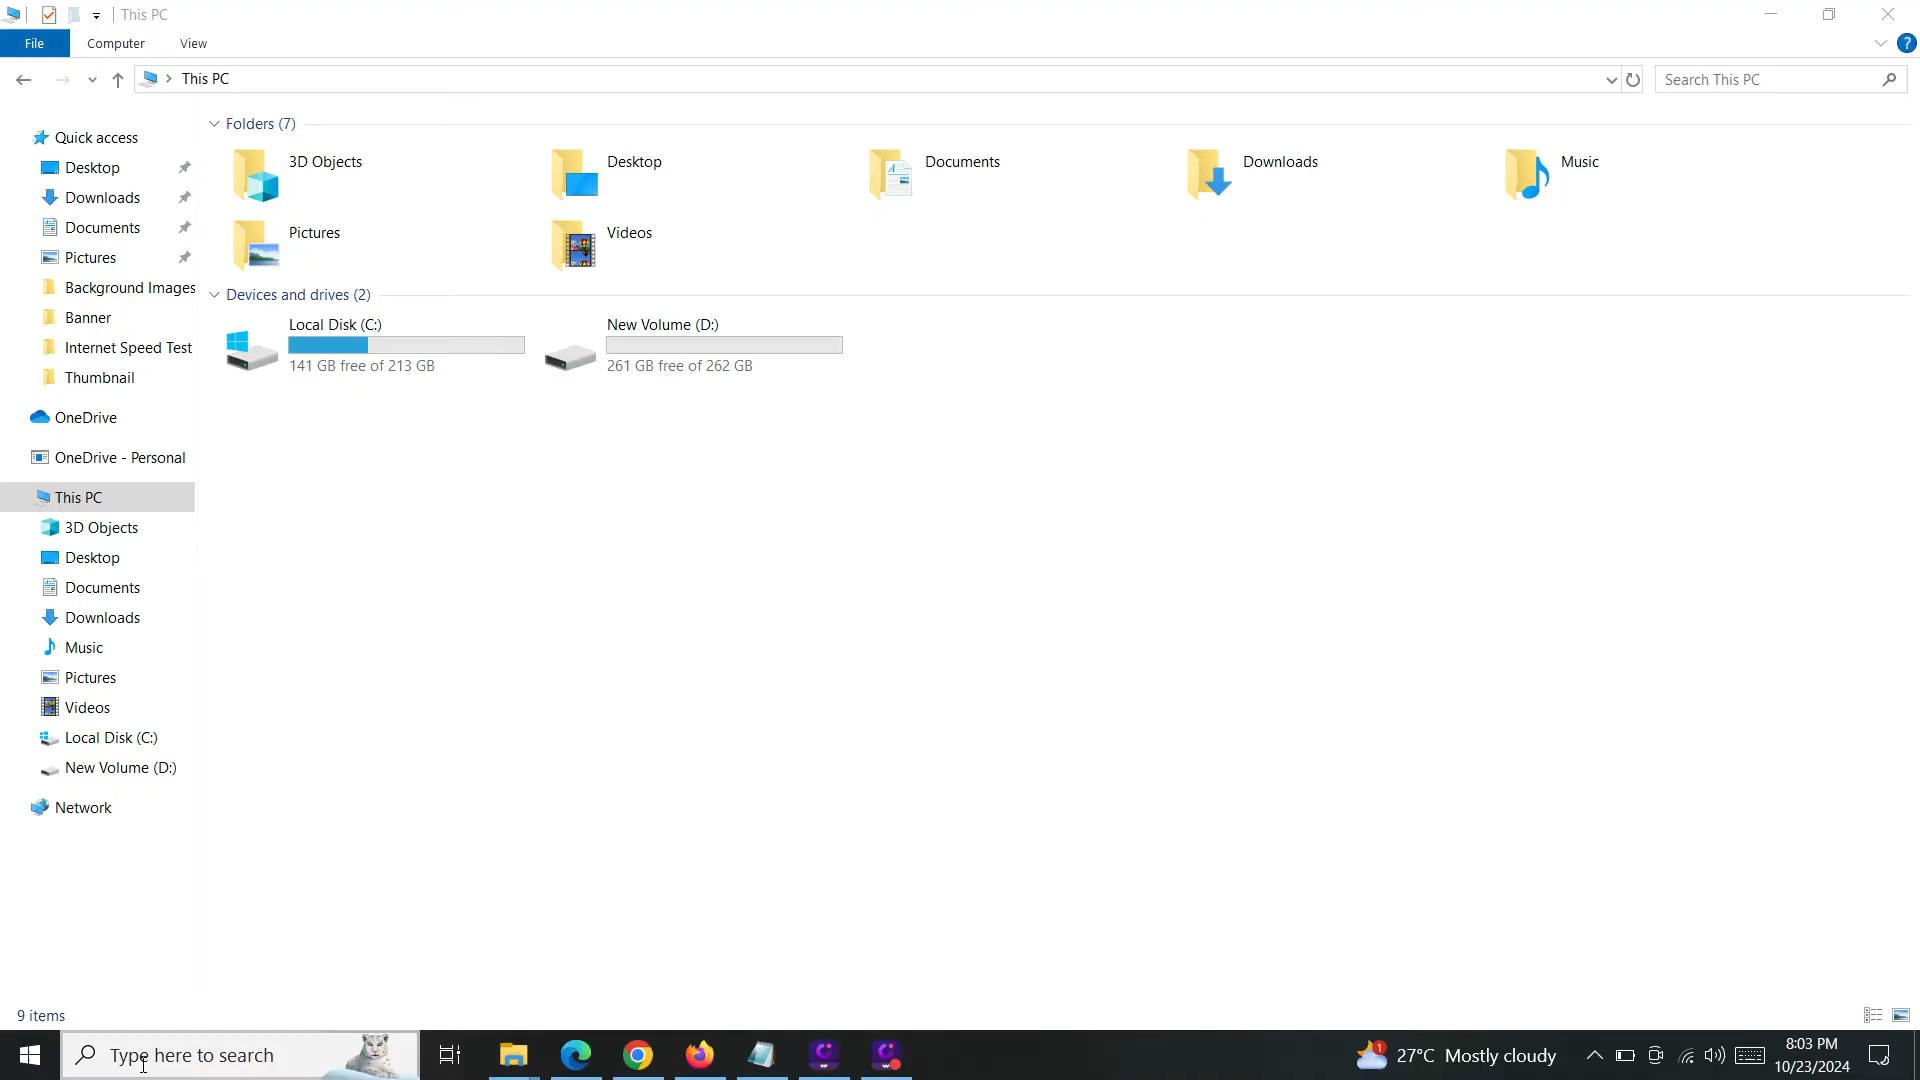 This PC
File
Computer
View
?
This PC
Search This PC
Quick access
Desktop
Downloads
Documents
Pictures
Background Images
Banner
Internet Speed Test
Thumbnail
OneDrive
OneDrive - Personal
This PC
3D Objects
Desktop
Documents
Downloads
Music
Pictures
Videos
Local Disk (C:)
New Volume (D:)
Network
Folders (7)
3D Objects
Desktop
Documents
Downloads
Music
Pictures
Videos
Devices and drives (2)
Local Disk (C:)
141 GB free of 213 GB
New Volume (D:)
261 GB free of 262 GB
9 items
Type here to search
1
27°C Mostly cloudy
8:03 PM
10/23/2024